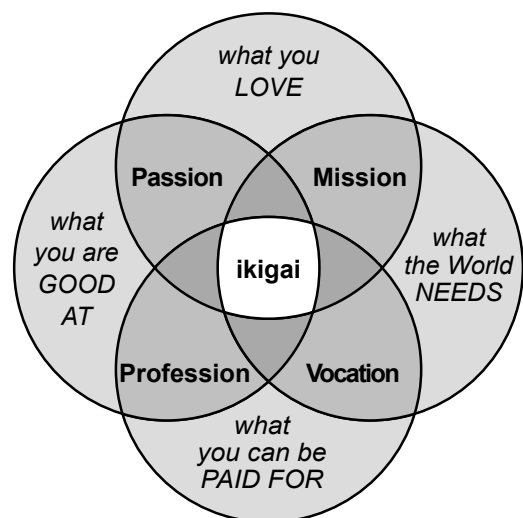 what you
LOVE
Passion
Mission
what
you are
GOOD
AT
ikigai
what
the World
NEEDS
Profession
Vocation
what
you can be
PAID FOR